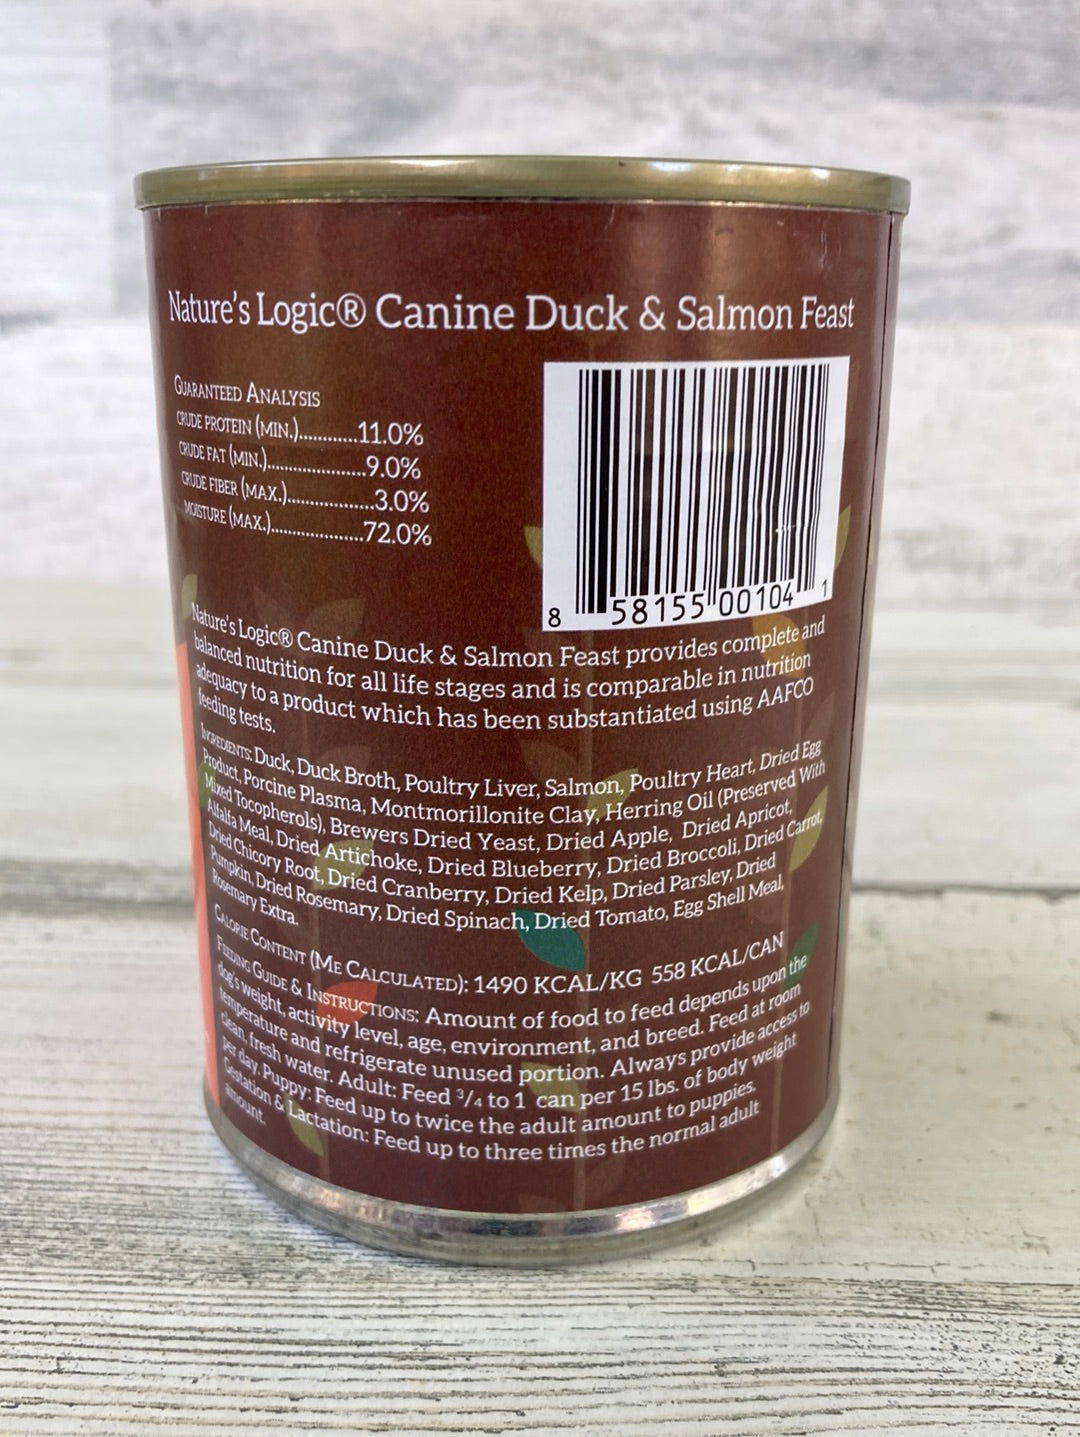 Nature's Logic® Canine Duck & Salmon Feast
GUARANTEED ANALYSIS
CRUDE PROTEIN (MIN.)............11.0%
CRUDE FAT (MIN.)....................9.0%
CRUDE FIBER (MAX.)..................3.0%
MOISTURE (MAX.)...................72.0%
8 58155 00104 1
Nature's Logic® Canine Duck & Salmon Feast provides complete and
balanced nutrition for all life stages and is comparable in nutrition
adequacy to a product which has been substantiated using AAFCO
feeding tests.
INGREDIENTS: Duck, Duck Broth, Poultry Liver, Salmon, Poultry Heart, Dried Egg
Product, Porcine Plasma, Montmorillonite Clay, Herring Oil (Preserved With
Mixed Tocopherols), Brewers Dried Yeast, Dried Apple, Dried Apricot,
Alfalfa Meal, Dried Artichoke, Dried Blueberry, Dried Broccoli, Dried Carrot,
Dried Chicory Root, Dried Cranberry, Dried Kelp, Dried Parsley, Dried
Pumpkin, Dried Rosemary, Dried Spinach, Dried Tomato, Egg Shell Meal,
Rosemary Extra.
CALORIE CONTENT (ME CALCULATED): 1490 KCAL/KG 558 KCAL/CAN
FEEDING GUIDE & INSTRUCTIONS: Amount of food to feed depends upon the
dog's weight, activity level, age, environment, and breed. Feed at room
temperature and refrigerate unused portion. Always provide access to
clean, fresh water. Adult: Feed 3/4 to 1 can per 15 lbs. of body weight
per day. Puppy: Feed up to twice the adult amount to puppies.
Gestation & Lactation: Feed up to three times the normal adult
amount.